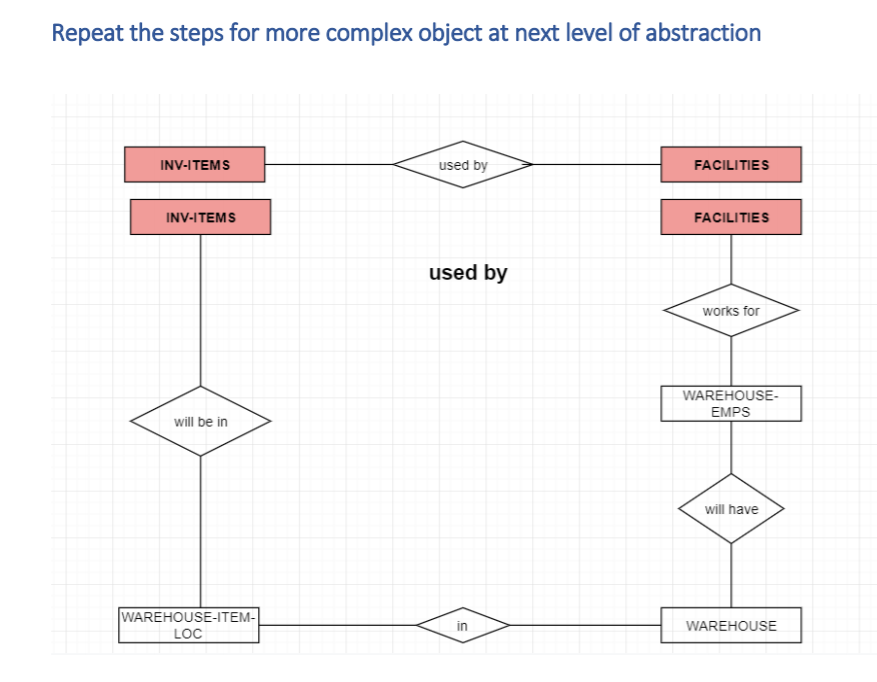 Repeat the steps for more complex object at next level of abstraction
INV-ITEMS
used by
FACILITIES
INV-ITEMS
FACILITIES
used by
works for
WAREHOUSE-
EMPS
will be in
will have
WAREHOUSE-ITEM-
LOC
in
WAREHOUSE